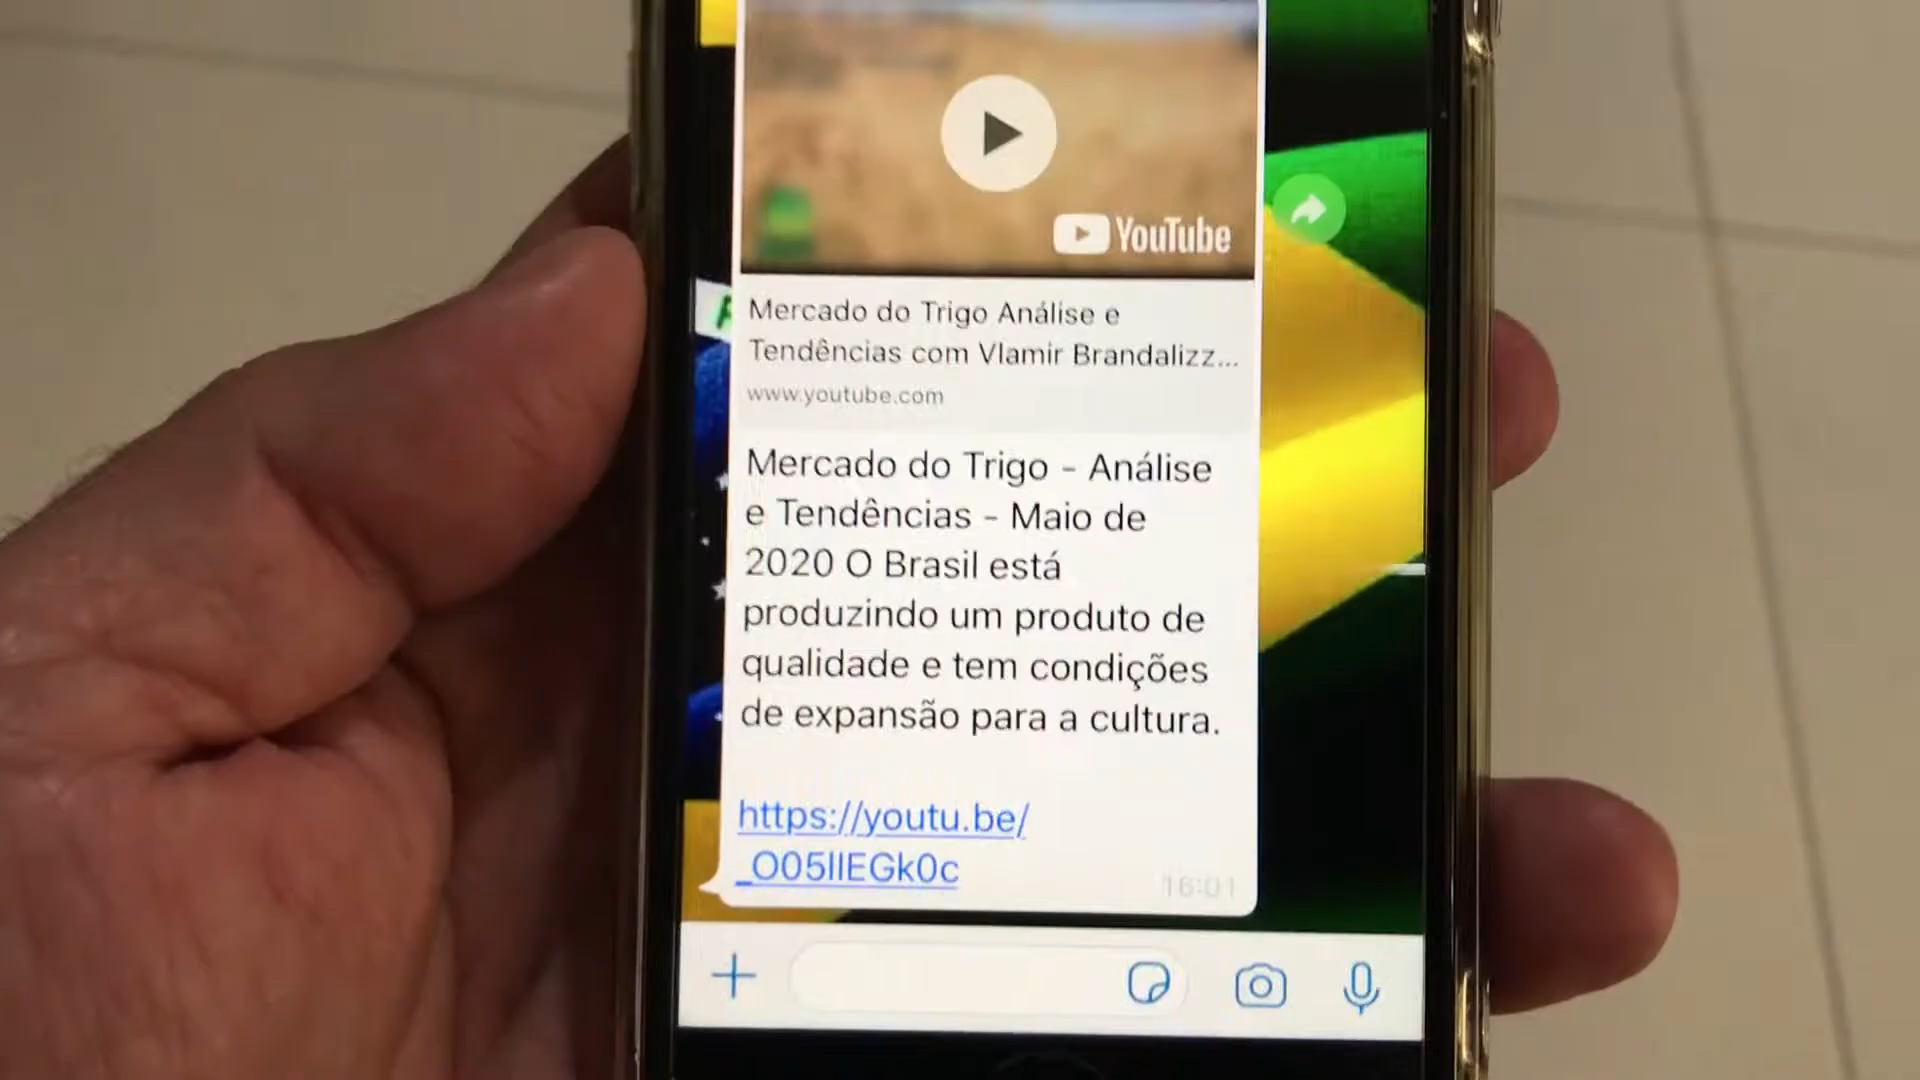 YouTube
Mercado do Trigo Análise e
Tendências com Vlamir Brandalizz...
www.youtube.com
Mercado do Trigo - Análise
e Tendências - Maio de
2020 O Brasil está
produzindo um produto de
qualidade e tem condições
de expansão para a cultura.
https://youtu.be/
_O05IlEGk0c
16:01